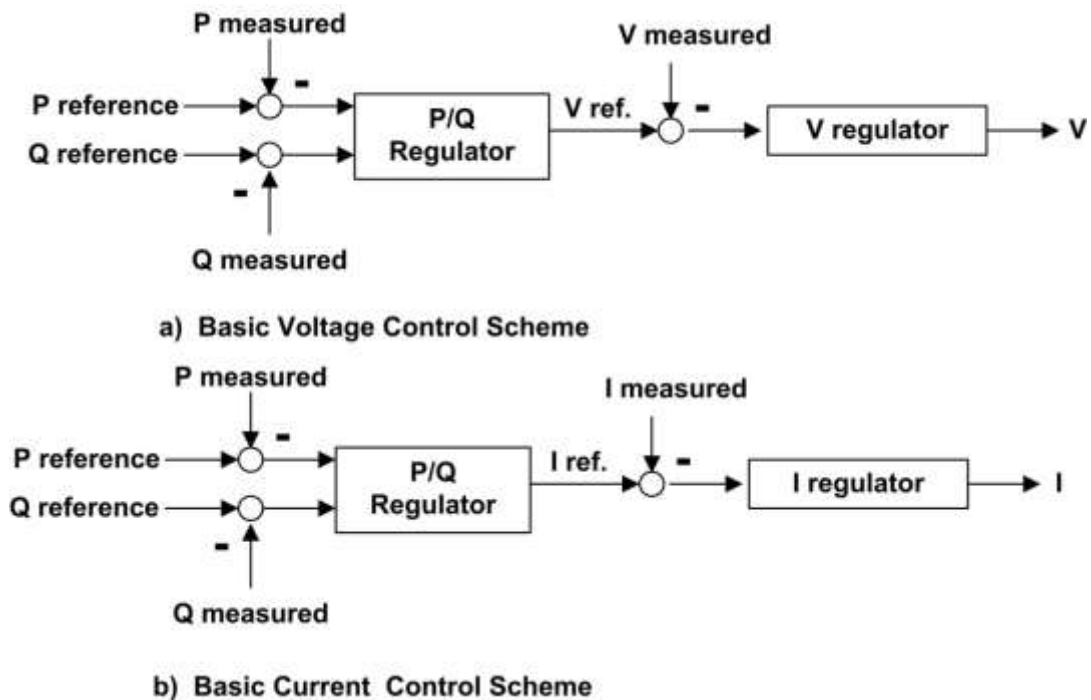 P measured
V measured
-
-
P reference
P/Q
Regulator
V ref.
V regulator
V
Q reference
-
Q measured
a) Basic Voltage Control Scheme
P measured
I measured
-
-
P reference
P/Q
Regulator
I ref.
I regulator
I
Q reference
-
Q measured
b) Basic Current Control Scheme